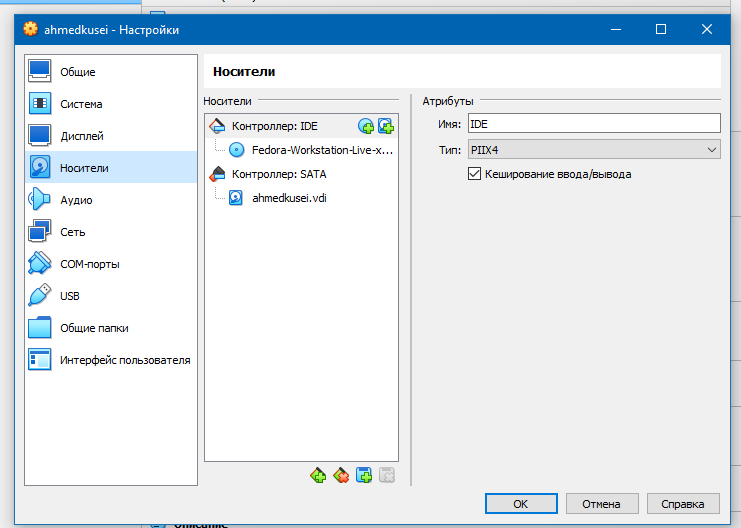 ahmedkusei - Настройки
Общие
Система
Дисплей
Носители
Аудио
Сеть
COM-порты
USB
Общие папки
Интерфейс пользователя
Носители
Носители
Контроллер: IDE
Fedora-Workstation-Live-x...
Контроллер: SATA
ahmedkusei.vdi
Атрибуты
Имя: IDE
Тип: PIIX4
Кеширование ввода/вывода
OK Отмена Справка